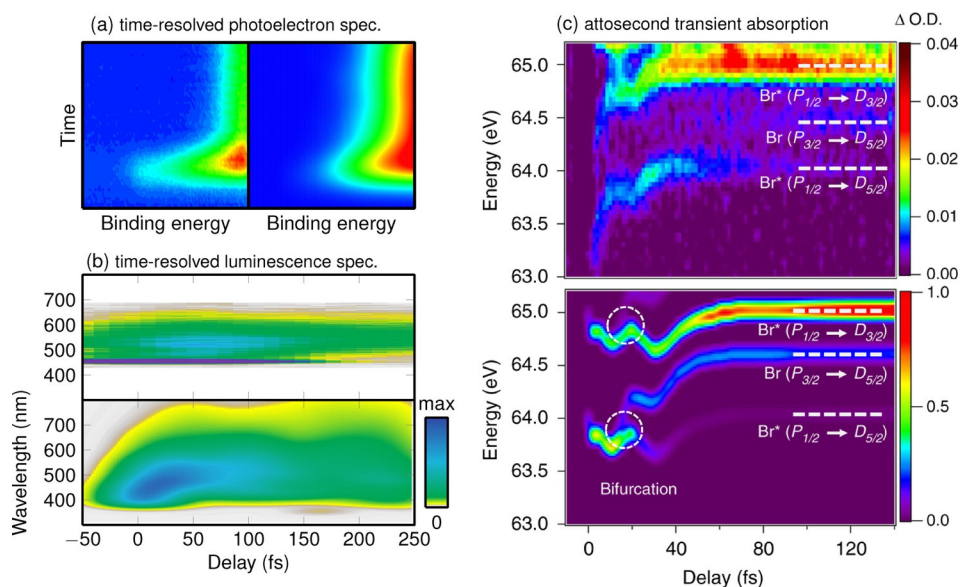 (a) time-resolved photoelectron spec.
Time
Binding energy
Binding energy
(b) time-resolved luminescence spec.
700
600
500
400
700
600
500
400
Wavelength (nm)
max
0
−50 0 50 100 150 200 250
Delay (fs)
(c) attosecond transient absorption
Δ O.D.
65.0
64.5
64.0
63.5
63.0
Energy (eV)
Br* (P1/2 → D3/2)
Br (P3/2 → D5/2)
Br* (P1/2 → D5/2)
0.04
0.03
0.02
0.01
0.00
65.0
64.5
64.0
63.5
63.0
Energy (eV)
Br* (P1/2 → D3/2)
Br (P3/2 → D5/2)
Br* (P1/2 → D5/2)
Bifurcation
1.0
0.5
0.0
0 40 80 120
Delay (fs)